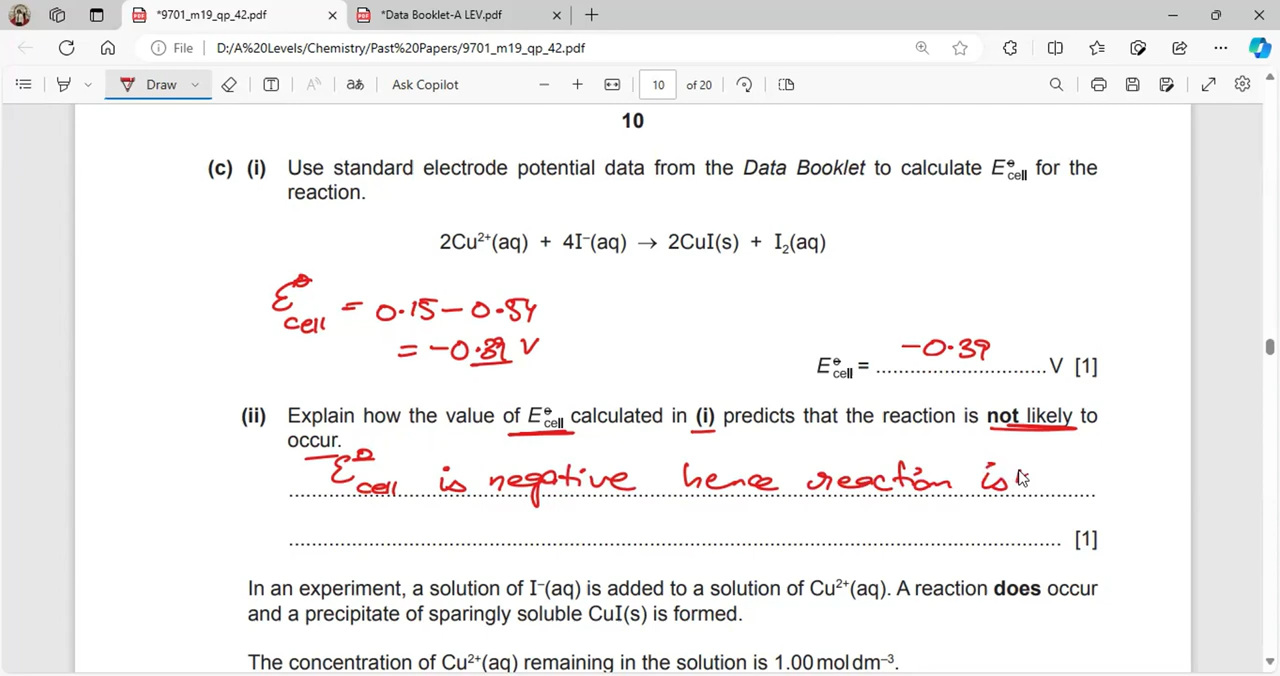 *9701_m19_qp_42.pdf
*Data Booklet-A LEV.pdf
File D:/A%20Levels/Chemistry/Past%20Papers/9701_m19_qp_42.pdf
Draw Ask Copilot 10 of 20
10
(c) (i) Use standard electrode potential data from the Data Booklet to calculate E⦵cell for the
reaction.
2Cu²⁺(aq) + 4I⁻(aq) → 2CuI(s) + I₂(aq)
E⦵cell = 0.15 – 0.54
= –0.39 V
E⦵cell = –0.39 V [1]
(ii) Explain how the value of E⦵cell calculated in (i) predicts that the reaction is not likely to
occur.
E⦵cell is negative hence reaction is
[1]
In an experiment, a solution of I⁻(aq) is added to a solution of Cu²⁺(aq). A reaction does occur
and a precipitate of sparingly soluble CuI(s) is formed.
The concentration of Cu²⁺(aq) remaining in the solution is 1.00 mol dm⁻³.